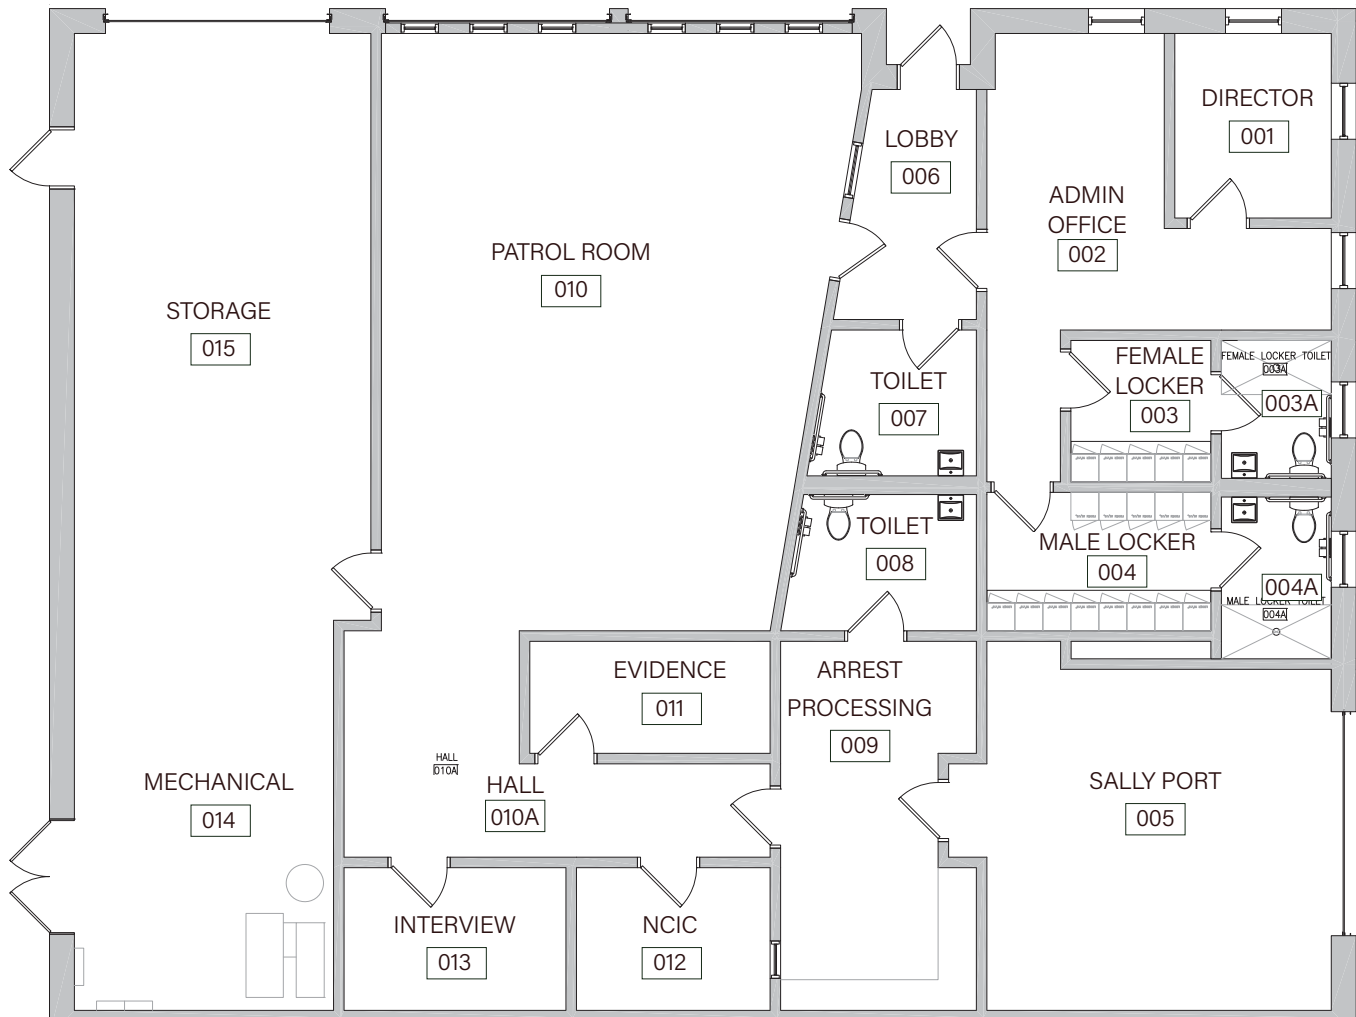 DIRECTOR
001
LOBBY
006
ADMIN
OFFICE
002
PATROL ROOM
010
STORAGE
015
TOILET
007
FEMALE
LOCKER
003
FEMALE LOCKER TOILET
003A
003A
TOILET
008
MALE LOCKER
004
004A
MALE LOCKER TOILET
004A
EVIDENCE
011
ARREST
PROCESSING
009
HALL
010A
HALL
010A
MECHANICAL
014
SALLY PORT
005
INTERVIEW
013
NCIC
012